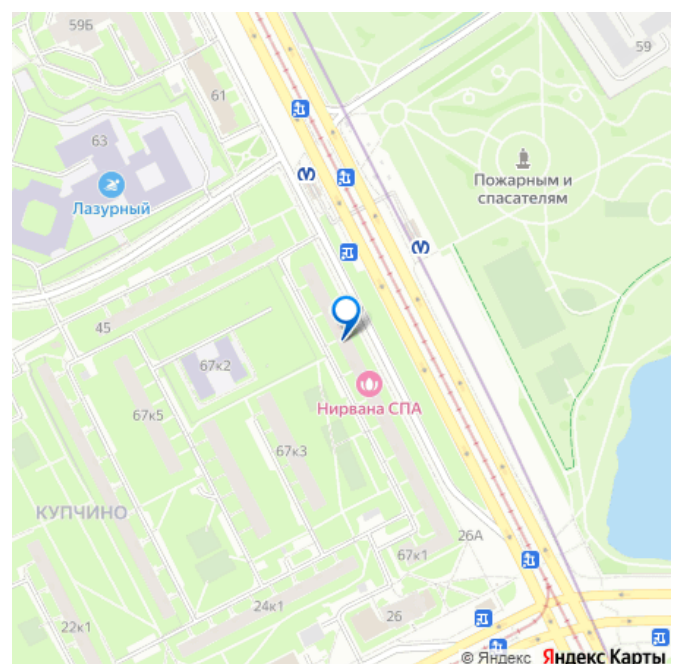 59Б
59
61
63
Пожарным и
спасателям
Лазурный
45
67к2
Нирвана СПА
67к5
67к3
КУПЧИНО
26А
67к1
24к1
26
22к1
© Яндекс Яндекс Карты